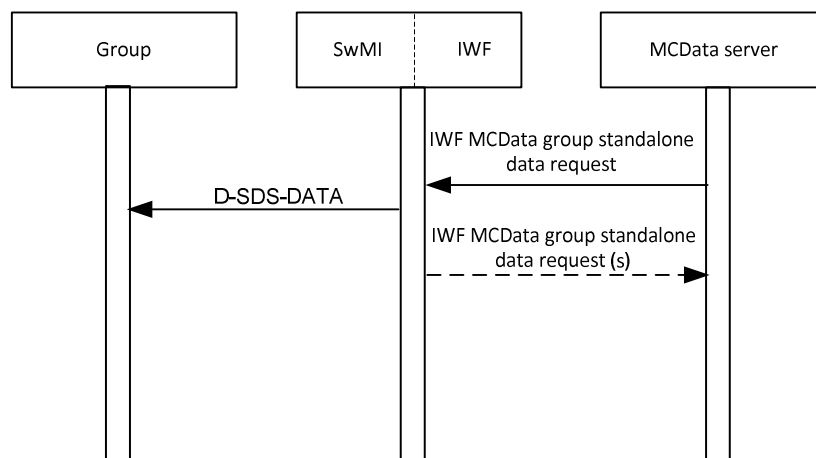 Group
SwMI
IWF
MCData server
IWF MCData group standalone
data request
D-SDS-DATA
IWF MCData group standalone
data request (s)